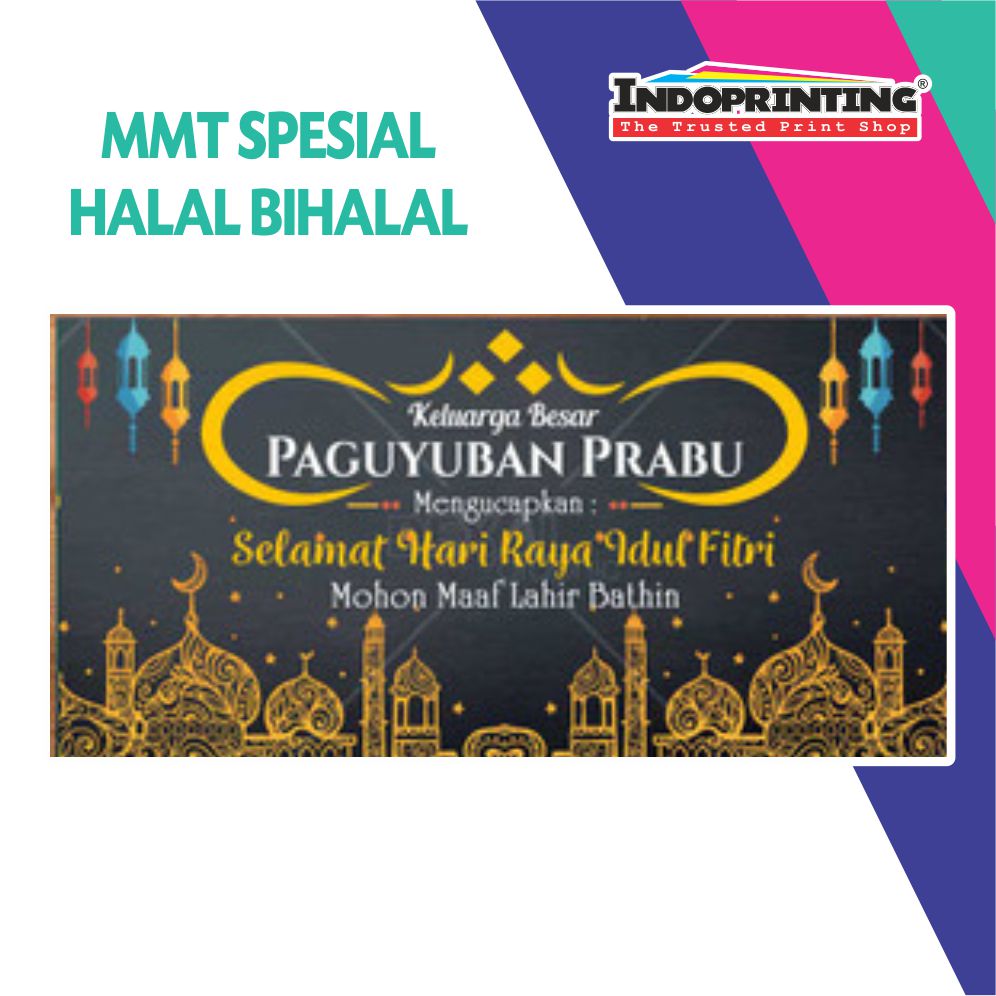 MMT SPESIAL
HALAL BIHALAL
INDOPRINTING®
The Trusted Print Shop
Keluarga Besar
PAGUYUBAN PRABU
Mengucapkan :
Selamat Hari Raya Idul Fitri
Mohon Maaf Lahir Bathin